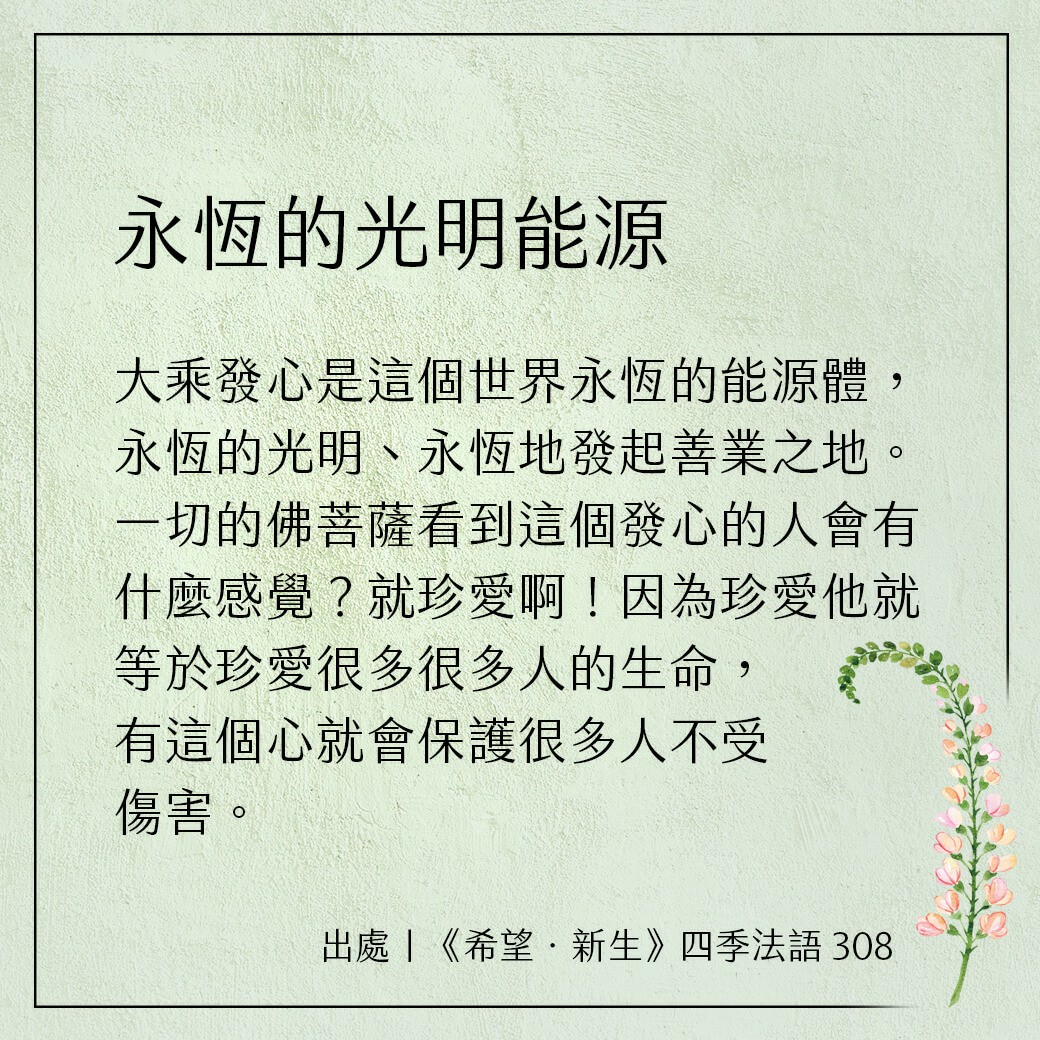 永恆的光明能源
大乘發心是這個世界永恆的能源體，
永恆的光明、永恆地發起善業之地。
一切的佛菩薩看到這個發心的人會有
什麼感覺？就珍愛啊！因為珍愛他就
等於珍愛很多很多人的生命，
有這個心就會保護很多人不受
傷害。
出處｜《希望．新生》四季法語 308